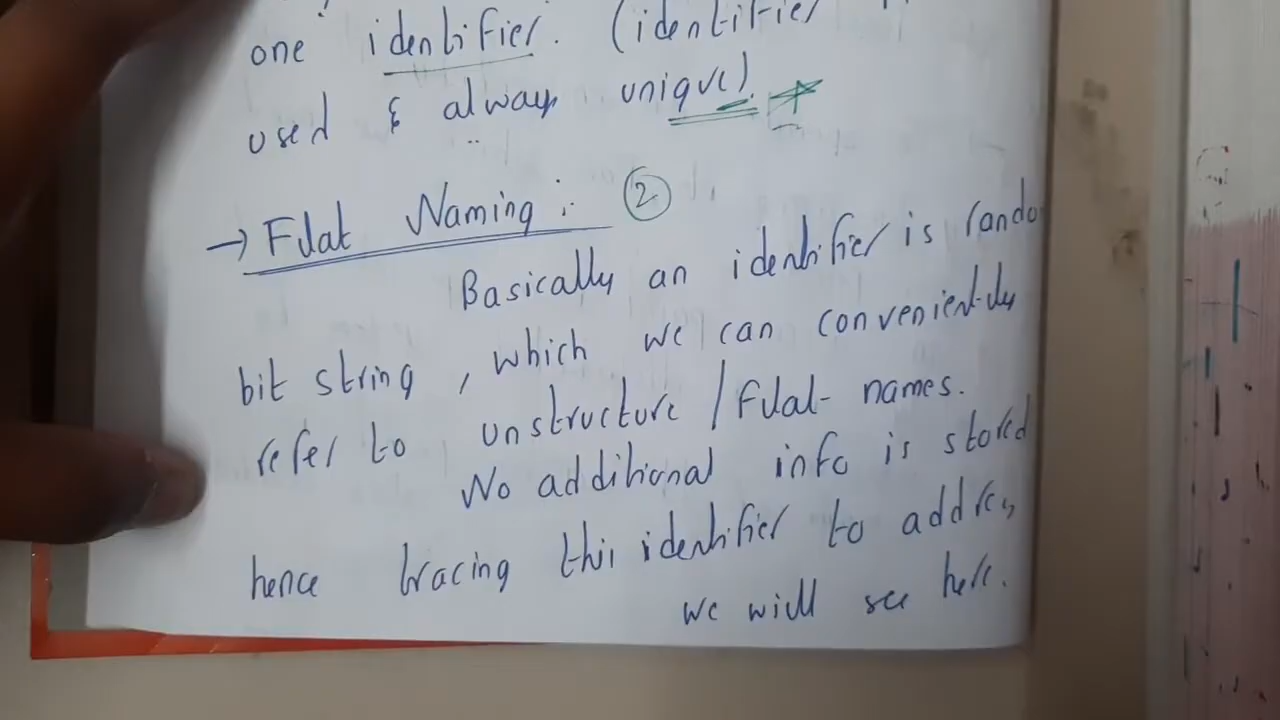 one identifier. (identifier
used & always unique).
→ Flat Naming : 2
Basically an identifier is rando
bit string, which we can conveniently
refer to unstructure / Flat names.
No additional info is stored
hence tracing this identifier to address
we will see here.